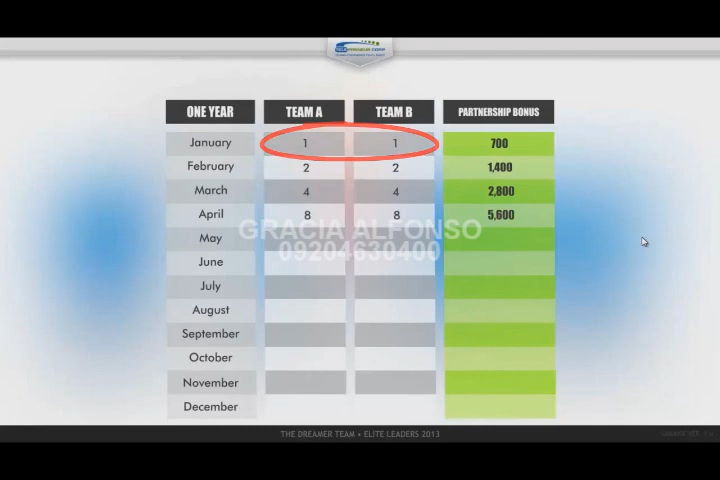 ONE YEAR TEAM A TEAM B PARTNERSHIP BONUS
January 1 1 700
February 2 2 1,400
March 4 4 2,800
April 8 8 5,600
GRACIA ALFONSO
May
09204630400
June
July
August
September
October
November
December
THE DREAMER TEAM • ELITE LEADERS 2013